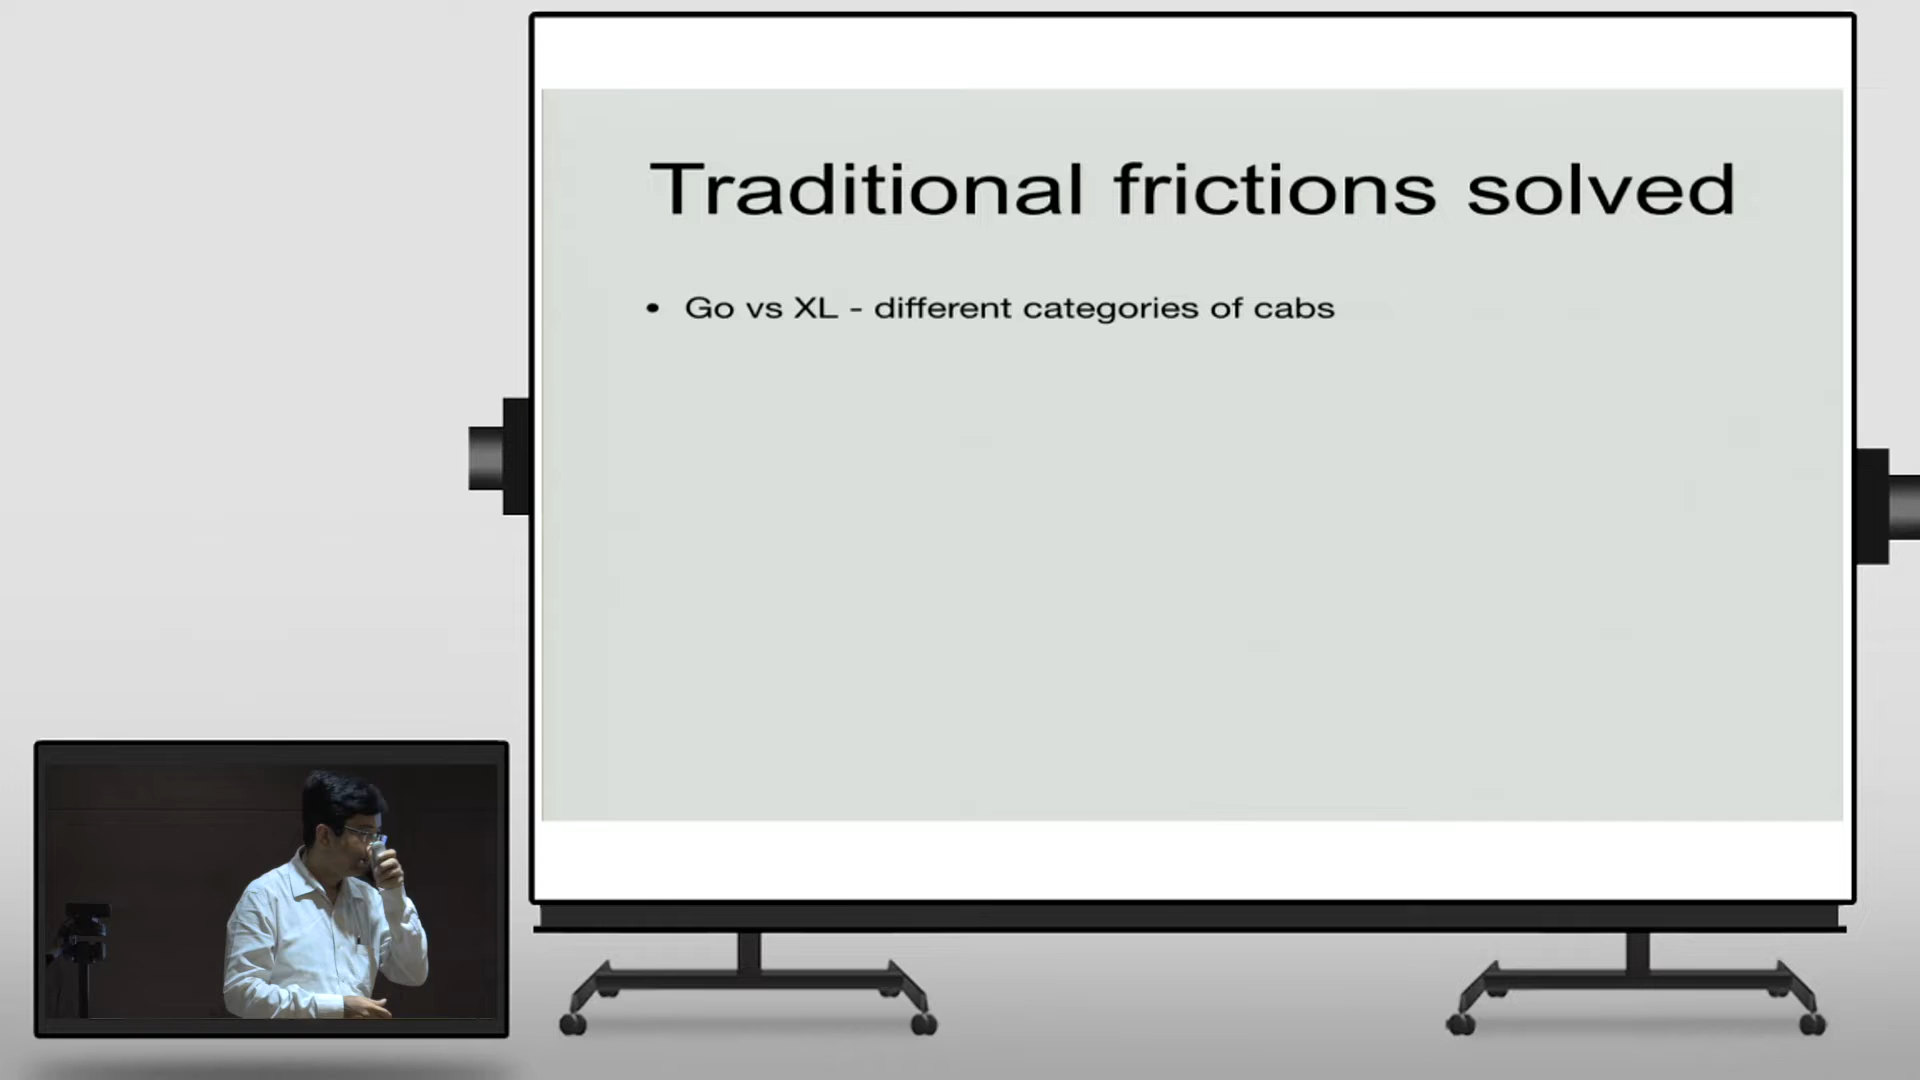 Traditional frictions solved
• Go vs XL - different categories of cabs